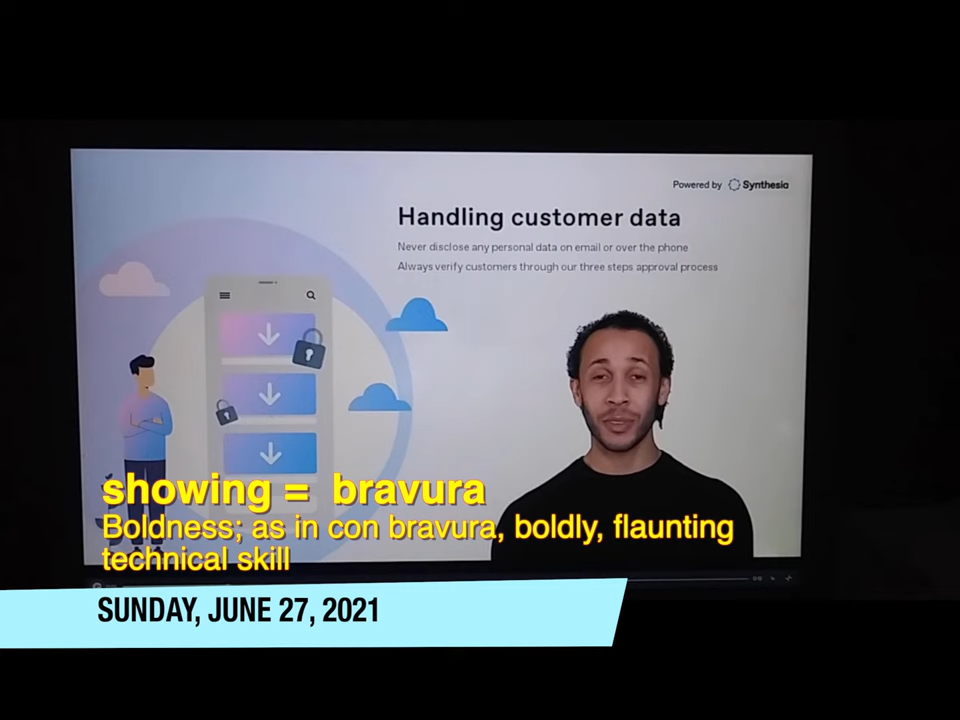 Powered by Synthesia
Handling customer data
Never disclose any personal data on email or over the phone
Always verify customers through our three steps approval process
showing = bravura
Boldness; as in con bravura, boldly, flaunting
technical skill
SUNDAY, JUNE 27, 2021